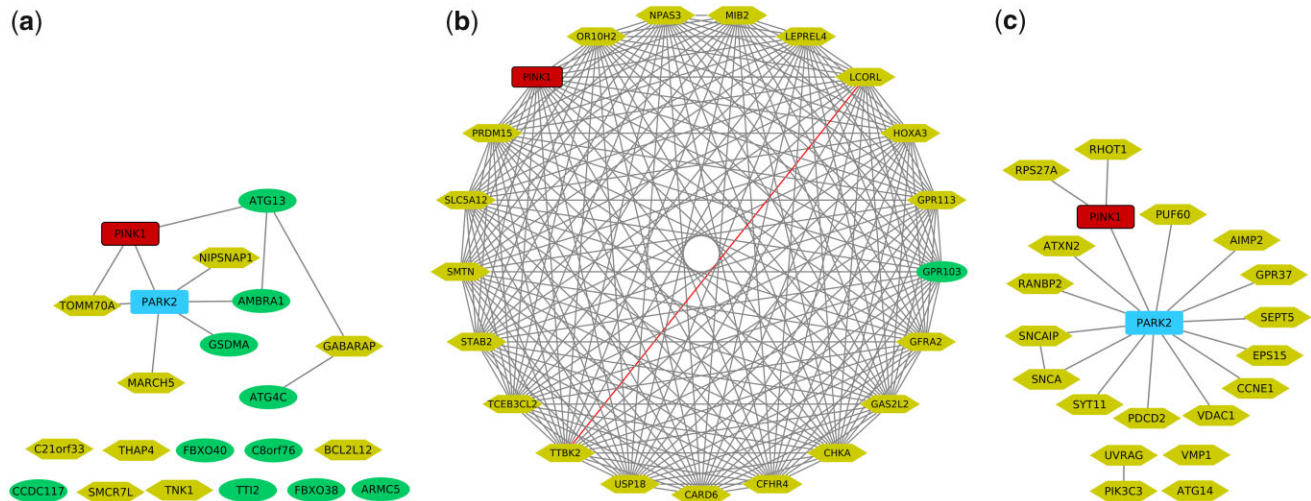 (a)
ATG13
PINK1
NIPSNAP1
TOMM70A
PARK2
AMBRA1
GSDMA
GABARAP
MARCH5
ATG4C
C21orf33
THAP4
FBXO40
C8orf76
BCL2L12
CCDC117
SMCR7L
TNK1
TTI2
FBXO38
ARMC5
(b)
NPAS3
MIB2
OR10H2
LEPREL4
PINK1
LCORL
PRDM15
HOXA3
SLC5A12
GPR113
SMTN
GPR103
STAB2
GFRA2
TCEB3CL2
GAS2L2
TTBK2
CHKA
USP18
CFHR4
CARD6
(c)
RHOT1
RPS27A
PINK1
PUF60
ATXN2
AIMP2
RANBP2
GPR37
PARK2
SEPT5
SNCAIP
EPS15
SNCA
CCNE1
SYT11
PDCD2
VDAC1
UVRAG
VMP1
PIK3C3
ATG14